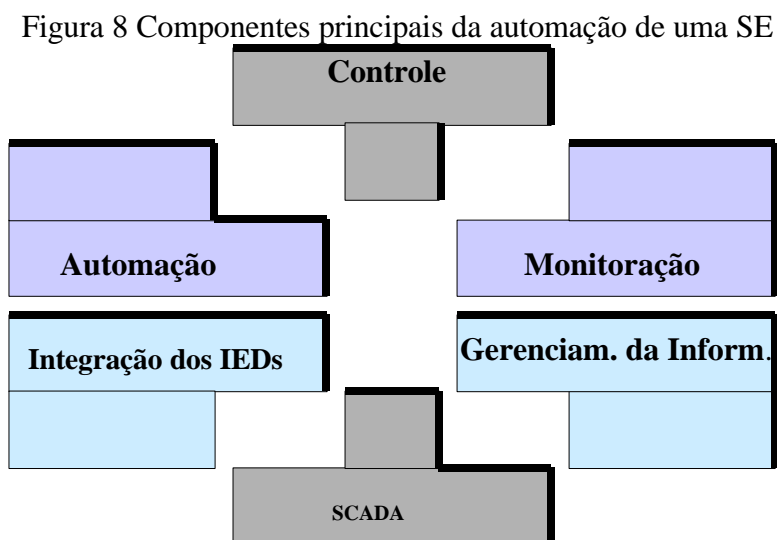 Figura 8 Componentes principais da automação de uma SE
Controle
Automação
Monitoração
Integração dos IEDs
Gerenciam. da Inform.
SCADA